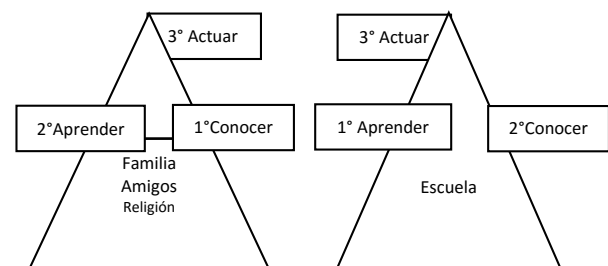 3° Actuar
2°Aprender
1°Conocer
Familia
Amigos
Religión
3° Actuar
1° Aprender
2°Conocer
Escuela